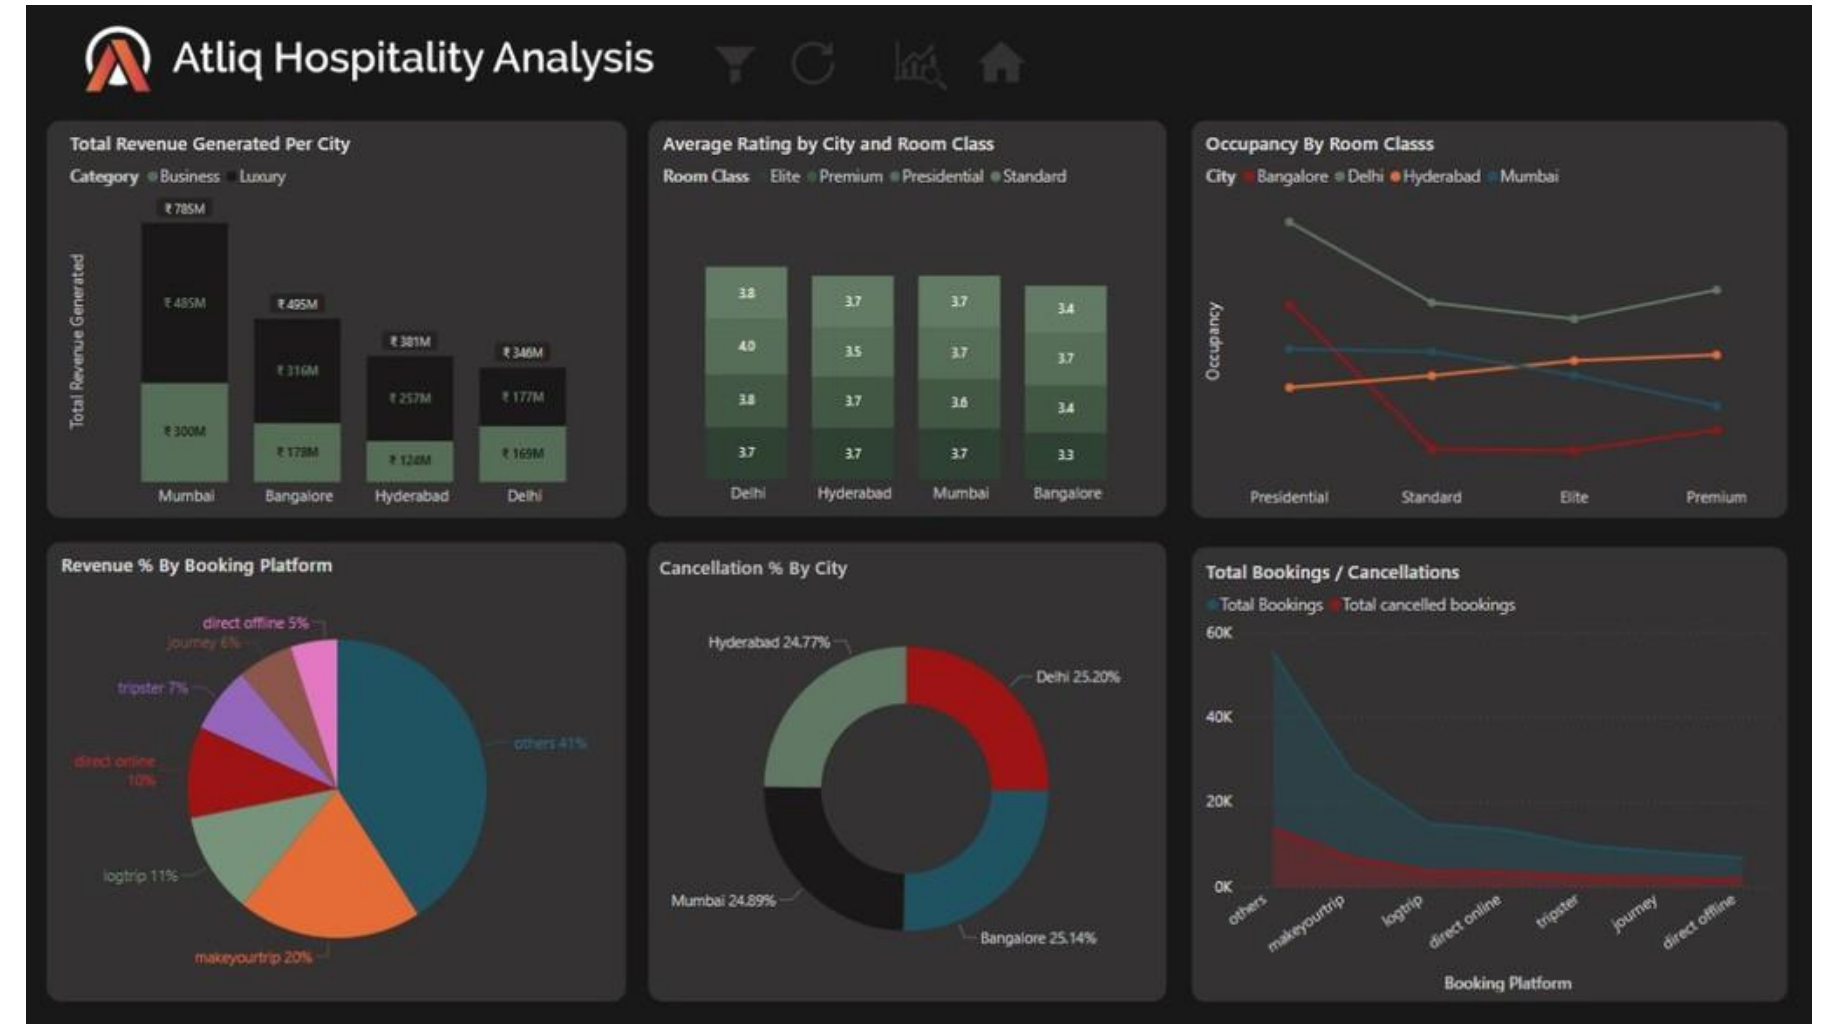 Atliq Hospitality Analysis
Total Revenue Generated Per City
Category Business Luxury
₹ 785M
₹ 485M
₹ 300M
₹ 495M
₹ 316M
₹ 178M
₹ 381M
₹ 257M
₹ 124M
₹ 346M
₹ 177M
₹ 169M
Total Revenue Generated
Mumbai Bangalore Hyderabad Delhi
Average Rating by City and Room Class
Room Class Elite Premium Presidential Standard
3.8 3.7 3.7 3.4
4.0 3.5 3.7 3.7
3.8 3.7 3.6 3.4
3.7 3.7 3.7 3.3
Delhi Hyderabad Mumbai Bangalore
Occupancy By Room Classs
City Bangalore Delhi Hyderabad Mumbai
Occupancy
Presidential Standard Elite Premium
Revenue % By Booking Platform
direct offline 5%
journey 6%
tripster 7%
others 41%
direct online
10%
logtrip 11%
makeyourtrip 20%
Cancellation % By City
Hyderabad 24.77%
Delhi 25.20%
Mumbai 24.89%
Bangalore 25.14%
Total Bookings / Cancellations
Total Bookings Total cancelled bookings
60K
40K
20K
0K
others makeyourtrip logtrip direct online tripster journey direct offline
Booking Platform